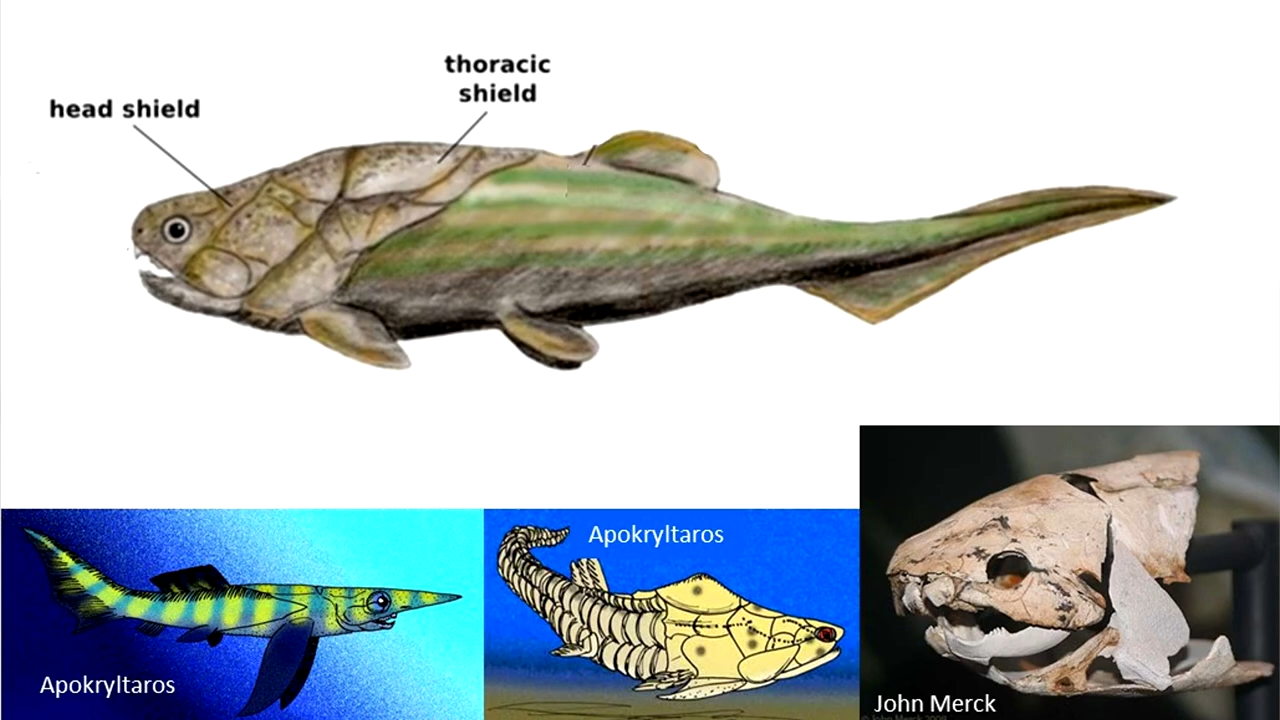 thoracic
shield
head shield
Apokryltaros
Apokryltaros
John Merck